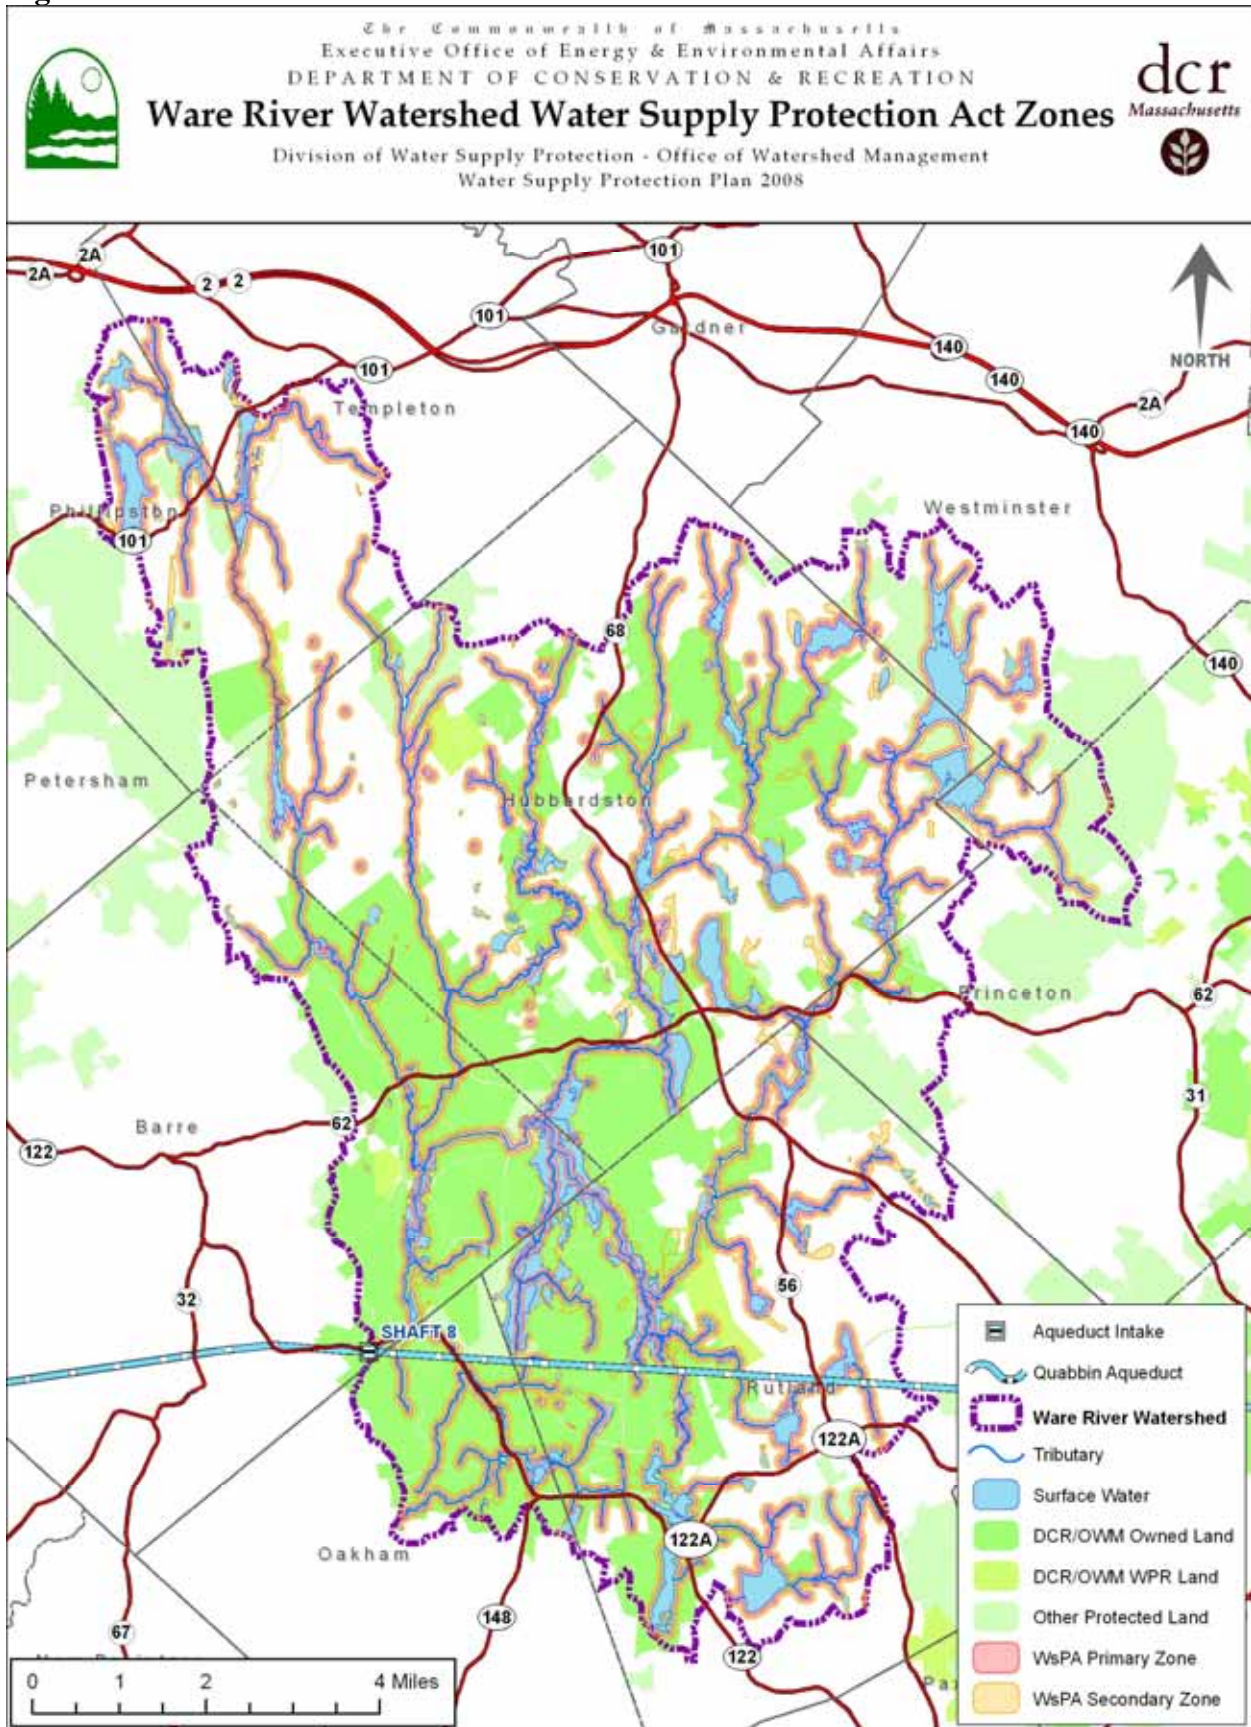 The Commonwealth of Massachusetts
Executive Office of Energy & Environmental Affairs
DEPARTMENT OF CONSERVATION & RECREATION
Ware River Watershed Water Supply Protection Act Zones
Division of Water Supply Protection - Office of Watershed Management
Water Supply Protection Plan 2008
dcr
Massachusetts
2A
2A
2
2
101
101
101
Gardner
140
140
140
2A
NORTH
Templeton
Phillipston
101
Westminster
68
140
Petersham
Hubbardston
Princeton
62
31
Barre
62
122
32
56
SHAFT 8
Rutland
122A
122A
Oakham
148
67
122
0 1 2 4 Miles
Aqueduct Intake
Quabbin Aqueduct
Ware River Watershed
Tributary
Surface Water
DCR/OWM Owned Land
DCR/OWM WPR Land
Other Protected Land
WsPA Primary Zone
WsPA Secondary Zone